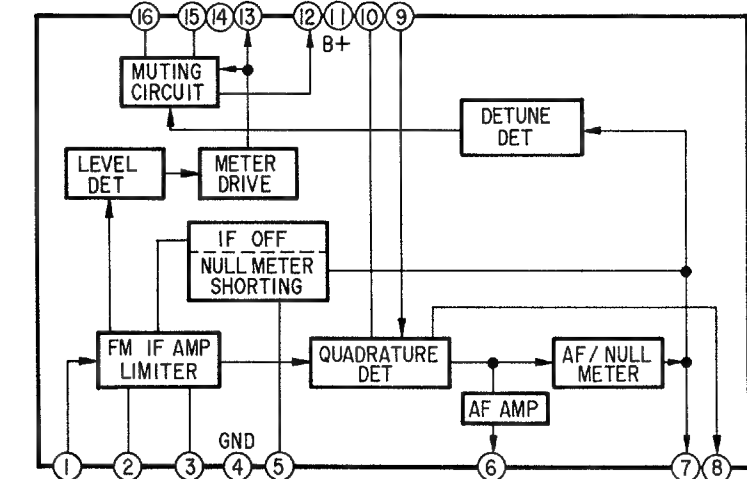 16 15 14 13 12 11 10 9
B+
MUTING
CIRCUIT
DETUNE
DET
LEVEL
DET
METER
DRIVE
IF OFF
NULL METER
SHORTING
FM IF AMP
LIMITER
QUADRATURE
DET
AF/NULL
METER
AF AMP
GND
1 2 3 4 5 6 7 8